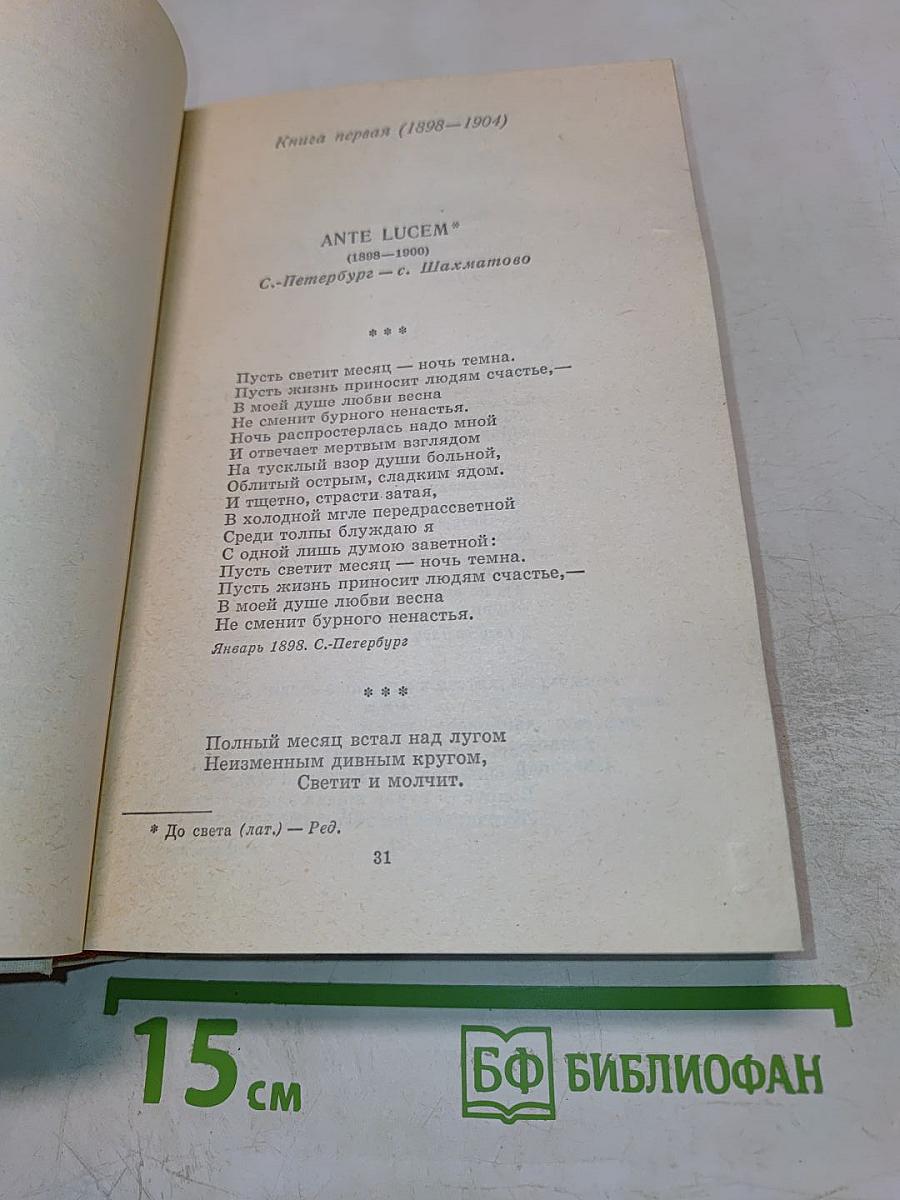 Книга первая (1898—1904)
ANTE LUCEM*
(1898—1900)
С.-Петербург — с. Шахматово
* * *
Пусть светит месяц — ночь темна.
Пусть жизнь приносит людям счастье,—
В моей душе любви весна
Не сменит бурного ненастья.
Ночь распростерлась надо мной
И отвечает мертвым взглядом
На тусклый взор души больной,
Облитый острым, сладким ядом.
И тщетно, страсти затая,
В холодной мгле передрассветной
Среди толпы блуждаю я
С одной лишь думою заветной:
Пусть светит месяц — ночь темна.
Пусть жизнь приносит людям счастье,—
В моей душе любви весна
Не сменит бурного ненастья.
Январь 1898. С.-Петербург
* * *
Полный месяц встал над лугом
Неизменным дивным кругом,
Светит и молчит.
* До света (лат.) — Ред.
31
15 см
БФ БИБЛИОФАН